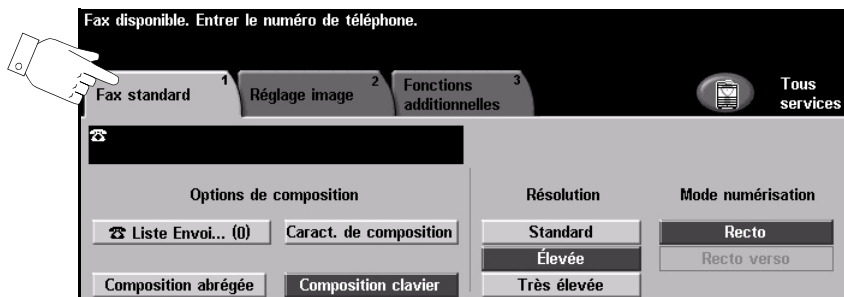 Fax disponible. Entrer le numéro de téléphone.
Fax standard 1
Réglage image 2
Fonctions additionnelles 3
Tous services
Options de composition
☎ Liste Envoi... (0)
Caract. de composition
Composition abrégée
Composition clavier
Résolution
Standard
Élevée
Très élevée
Mode numérisation
Recto
Recto verso